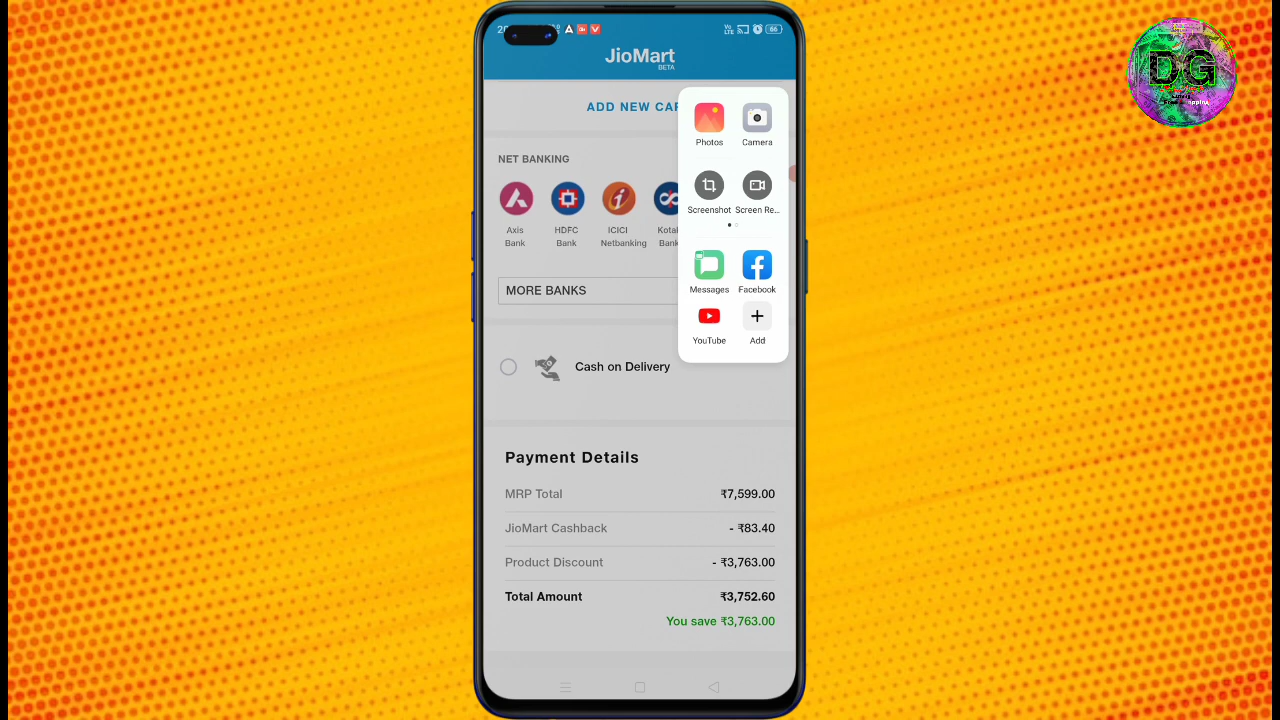 JioMart
BETA
ADD NEW CAR
Photos
Camera
NET BANKING
Screenshot
Screen Re...
Axis
Bank
HDFC
Bank
ICICI
Netbanking
Kotak
Bank
Messages
Facebook
MORE BANKS
YouTube
Add
Cash on Delivery
Payment Details
MRP Total ₹7,599.00
JioMart Cashback - ₹83.40
Product Discount - ₹3,763.00
Total Amount ₹3,752.60
You save ₹3,763.00
66
DG